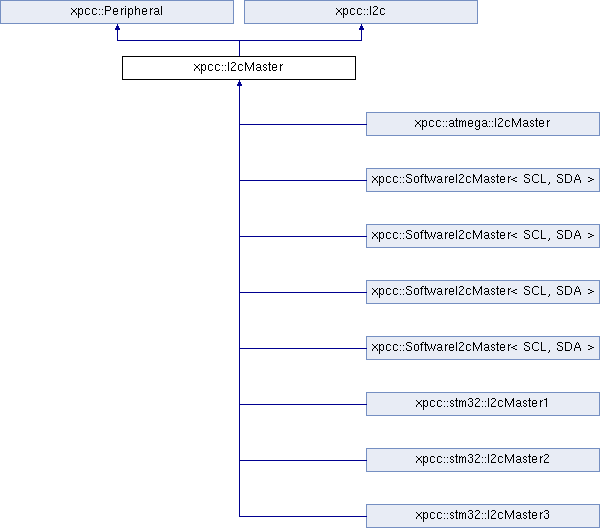 xpcc::Peripheral
xpcc::I2c
xpcc::I2cMaster
xpcc::atmega::I2cMaster
xpcc::SoftwareI2cMaster< SCL, SDA >
xpcc::SoftwareI2cMaster< SCL, SDA >
xpcc::SoftwareI2cMaster< SCL, SDA >
xpcc::SoftwareI2cMaster< SCL, SDA >
xpcc::stm32::I2cMaster1
xpcc::stm32::I2cMaster2
xpcc::stm32::I2cMaster3